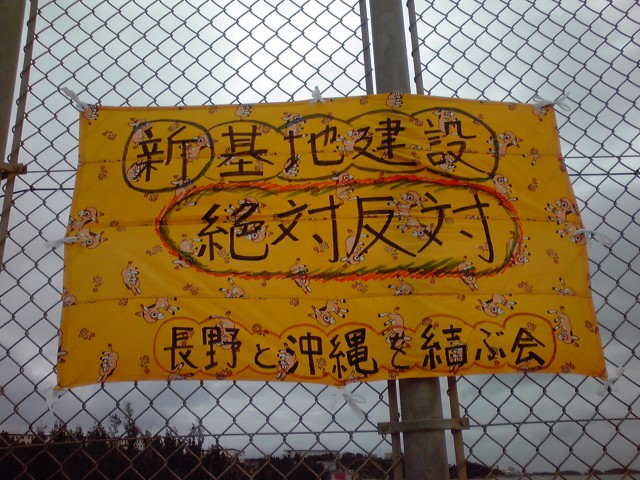 新基地建設
絶対反対
長野と沖縄を結ぶ会